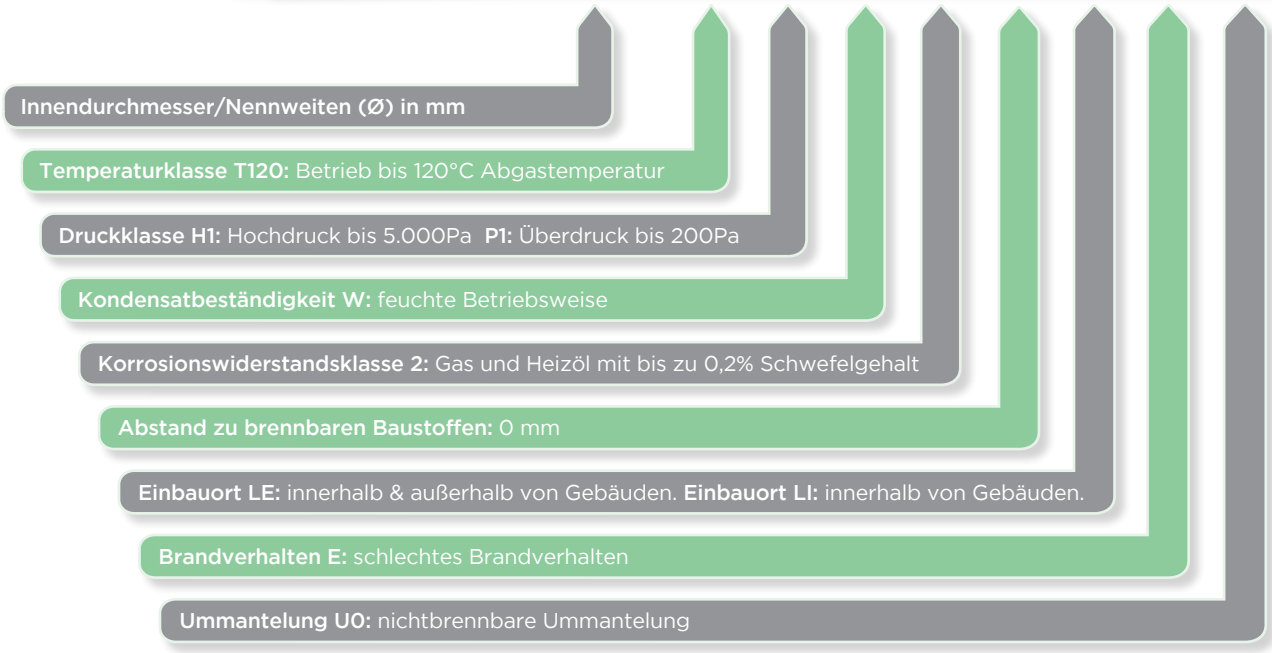 Innendurchmesser/Nennweiten (Ø) in mm
Temperaturklasse T120: Betrieb bis 120°C Abgastemperatur
Druckklasse H1: Hochdruck bis 5.000Pa P1: Überdruck bis 200Pa
Kondensatbeständigkeit W: feuchte Betriebsweise
Korrosionswiderstandsklasse 2: Gas und Heizöl mit bis zu 0,2% Schwefelgehalt
Abstand zu brennbaren Baustoffen: 0 mm
Einbauort LE: innerhalb & außerhalb von Gebäuden. Einbauort LI: innerhalb von Gebäuden.
Brandverhalten E: schlechtes Brandverhalten
Ummantelung U0: nichtbrennbare Ummantelung